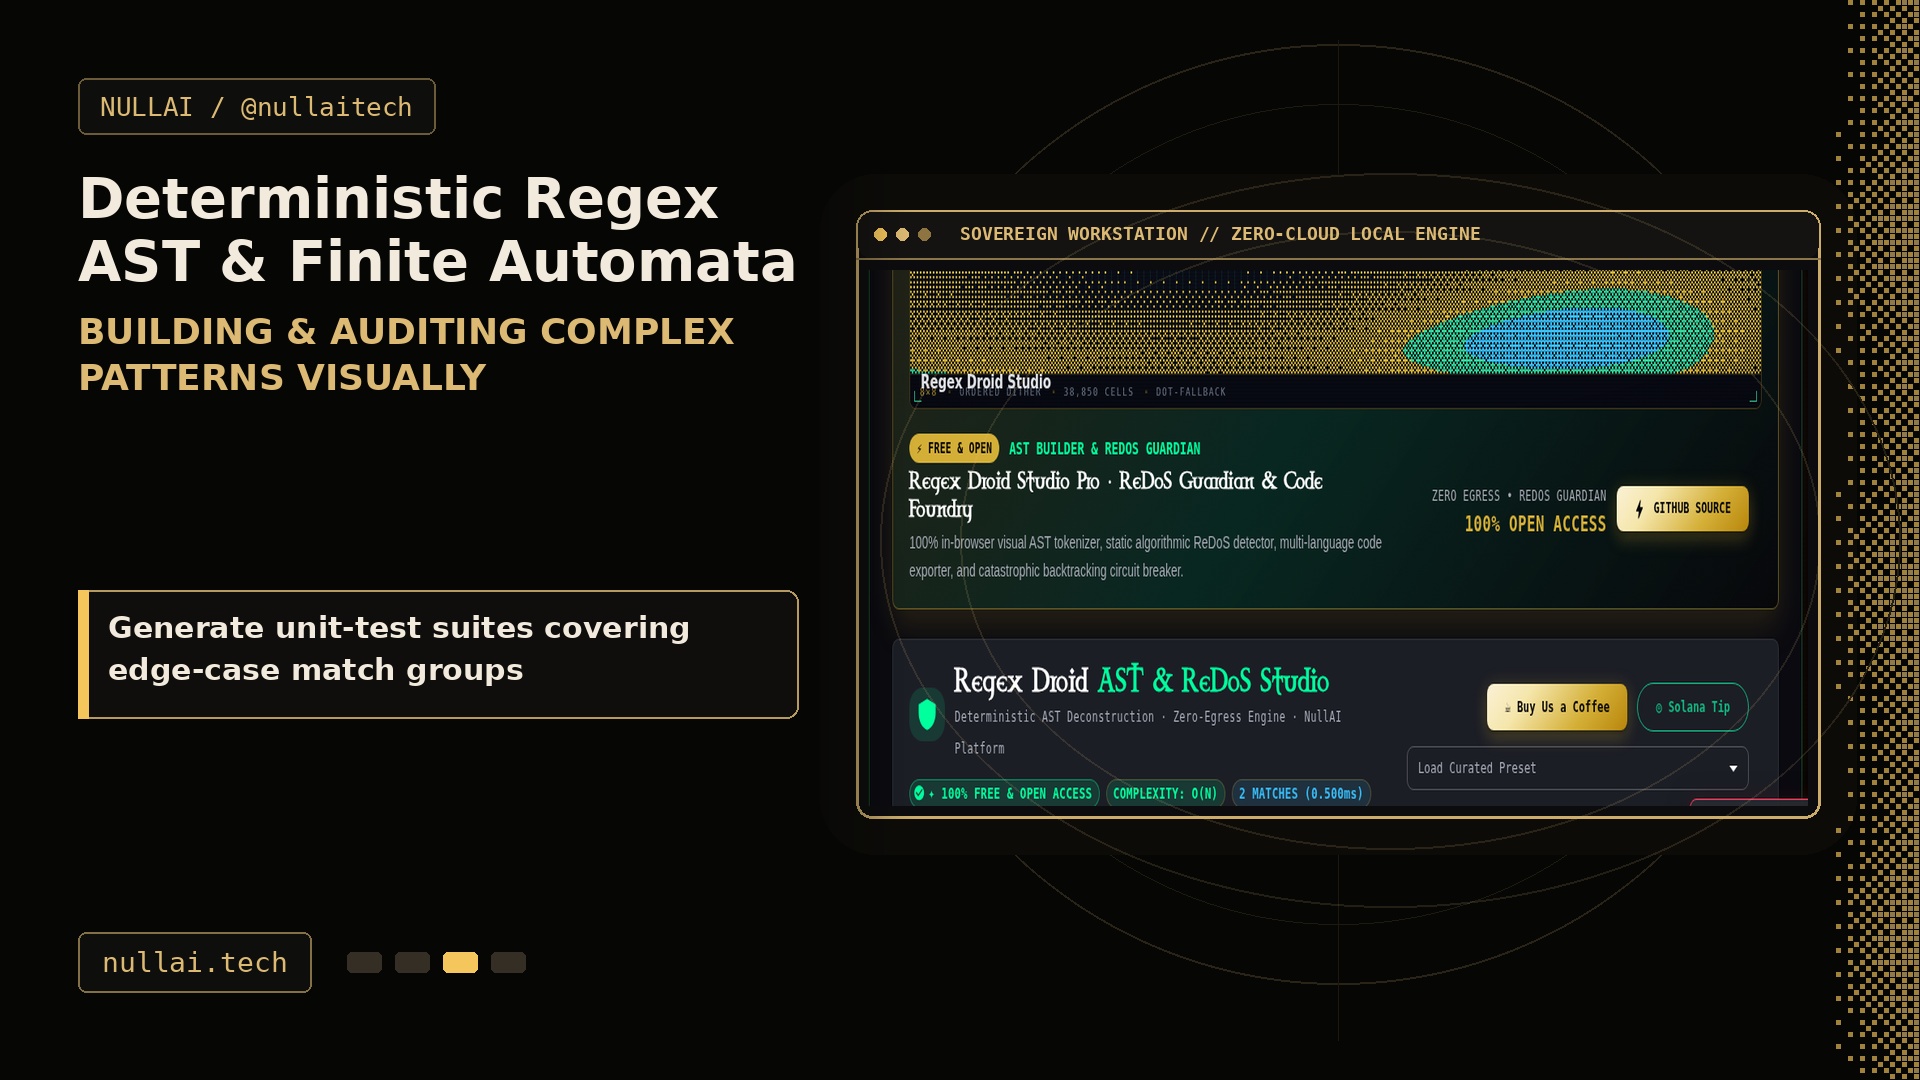 NULLAI / @nullaitech
Deterministic Regex
AST & Finite Automata
BUILDING & AUDITING COMPLEX
PATTERNS VISUALLY
Generate unit-test suites covering
edge-case match groups
nullai.tech
SOVEREIGN WORKSTATION // ZERO-CLOUD LOCAL ENGINE
Regex Droid Studio
8×8 · ORDERED DITHER · 38,850 CELLS · DOT-FALLBACK
⚡ FREE & OPEN AST BUILDER & REDOS GUARDIAN
Regex Droid Studio Pro · ReDoS Guardian & Code
Foundry
100% in-browser visual AST tokenizer, static algorithmic ReDoS detector, multi-language code
exporter, and catastrophic backtracking circuit breaker.
ZERO EGRESS • REDOS GUARDIAN
100% OPEN ACCESS
GITHUB SOURCE
Regex Droid AST & ReDoS Studio
Deterministic AST Deconstruction · Zero-Egress Engine · NullAI
Platform
Buy Us a Coffee
◎ Solana Tip
Load Curated Preset
✦ 100% FREE & OPEN ACCESS
COMPLEXITY: O(N)
2 MATCHES (0.500ms)